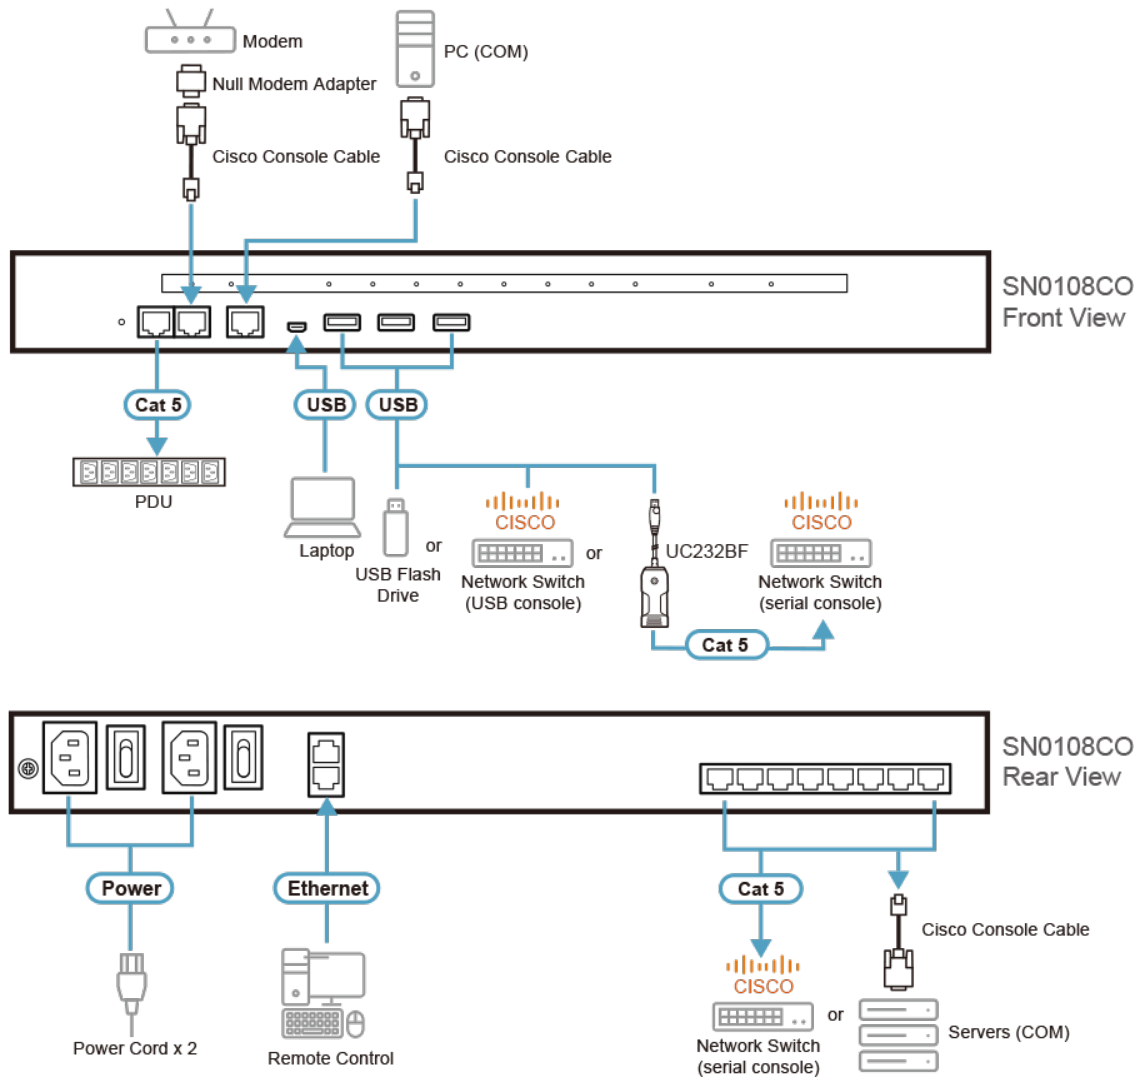 Modem
PC (COM)
Null Modem Adapter
Cisco Console Cable
Cisco Console Cable
SN0108CO
Front View
Cat 5
USB
USB
PDU
Laptop
USB Flash
Drive
or
CISCO
Network Switch
(USB console)
or
UC232BF
CISCO
Network Switch
(serial console)
Cat 5
SN0108CO
Rear View
Power
Ethernet
Cat 5
Cisco Console Cable
Power Cord x 2
Remote Control
CISCO
Network Switch
(serial console)
or
Servers (COM)